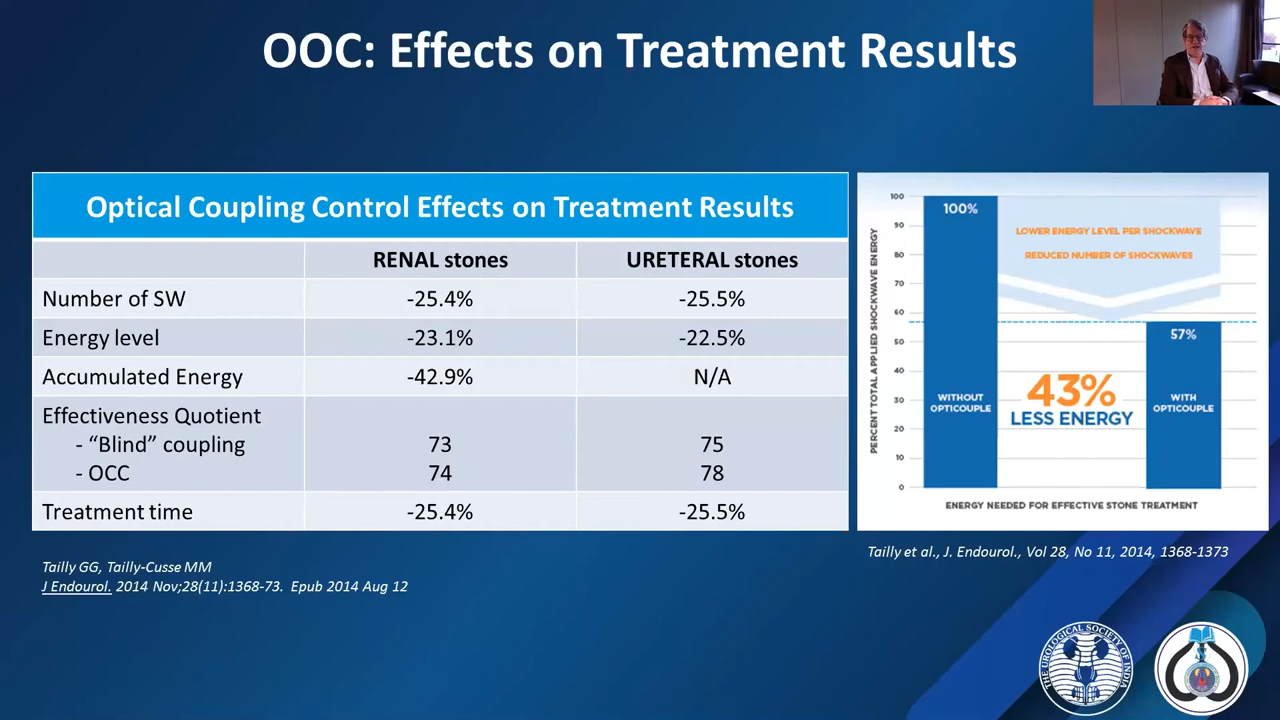 OOC: Effects on Treatment Results
Optical Coupling Control Effects on Treatment Results
RENAL stones URETERAL stones
Number of SW -25.4% -25.5%
Energy level -23.1% -22.5%
Accumulated Energy -42.9% N/A
Effectiveness Quotient
- “Blind” coupling 73 75
- OCC 74 78
Treatment time -25.4% -25.5%
Tailly GG, Tailly-Cusse MM
J Endourol. 2014 Nov;28(11):1368-73. Epub 2014 Aug 12
PERCENT TOTAL APPLIED SHOCKWAVE ENERGY
100
90
80
70
60
50
40
30
20
10
0
100%
LOWER ENERGY LEVEL PER SHOCKWAVE
REDUCED NUMBER OF SHOCKWAVES
57%
WITHOUT
OPTICOUPLE
43%
LESS ENERGY
WITH
OPTICOUPLE
ENERGY NEEDED FOR EFFECTIVE STONE TREATMENT
Tailly et al., J. Endourol., Vol 28, No 11, 2014, 1368-1373
THE UROLOGICAL SOCIETY OF INDIA